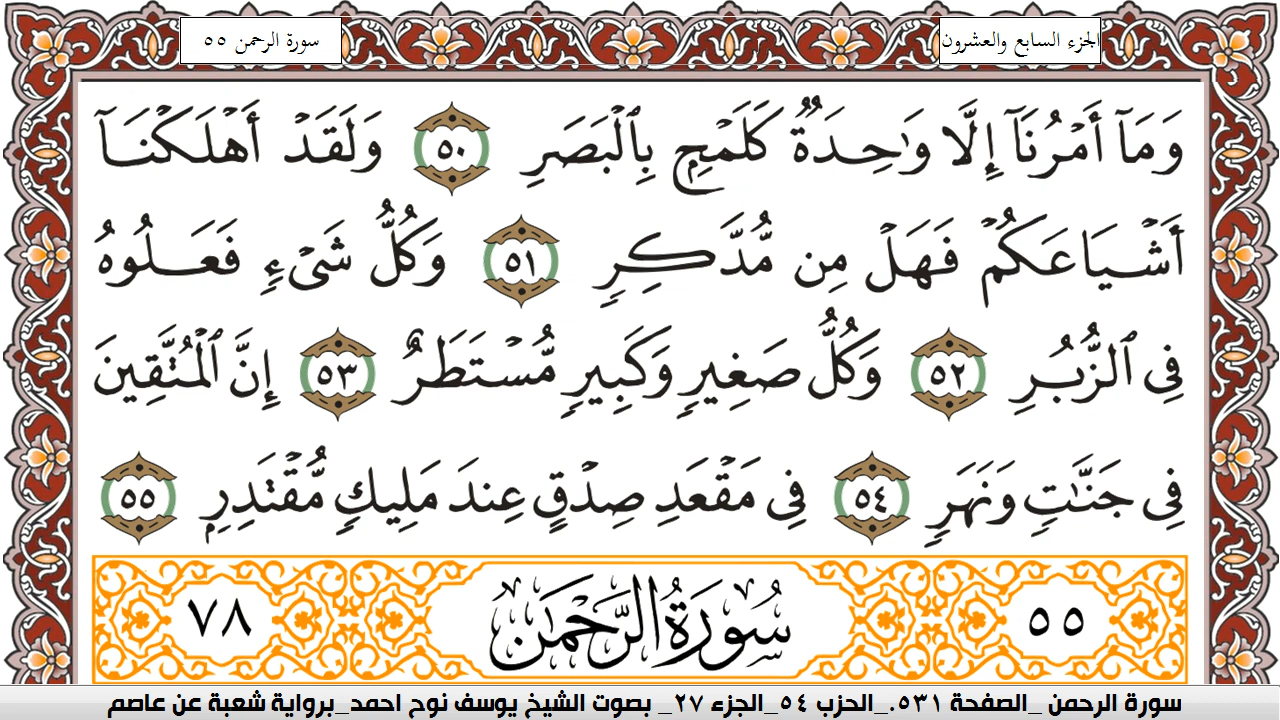 الجزء السابع والعشرون
سورة الرحمن ٥٥
وَمَآ أَمْرُنَآ إِلَّا وَٰحِدَةٌ كَلَمْحٍۭ بِٱلْبَصَرِ ٥٠ وَلَقَدْ أَهْلَكْنَآ
أَشْيَاعَكُمْ فَهَلْ مِن مُّدَّكِرٍ ٥١ وَكُلُّ شَىْءٍ فَعَلُوهُ
فِى ٱلزُّبُرِ ٥٢ وَكُلُّ صَغِيرٍ وَكَبِيرٍ مُّسْتَطَرٌ ٥٣ إِنَّ ٱلْمُتَّقِينَ
فِى جَنَّٰتٍ وَنَهَرٍ ٥٤ فِى مَقْعَدِ صِدْقٍ عِندَ مَلِيكٍ مُّقْتَدِرٍۭ ٥٥
٥٥ سُورَةُ الرَّحْمَٰن ٧٨
سورة الرحمن _الصفحة ٥٣١._الحزب ٥٤_الجزء ٢٧_ بصوت الشيخ يوسف نوح احمد_برواية شعبة عن عاصم